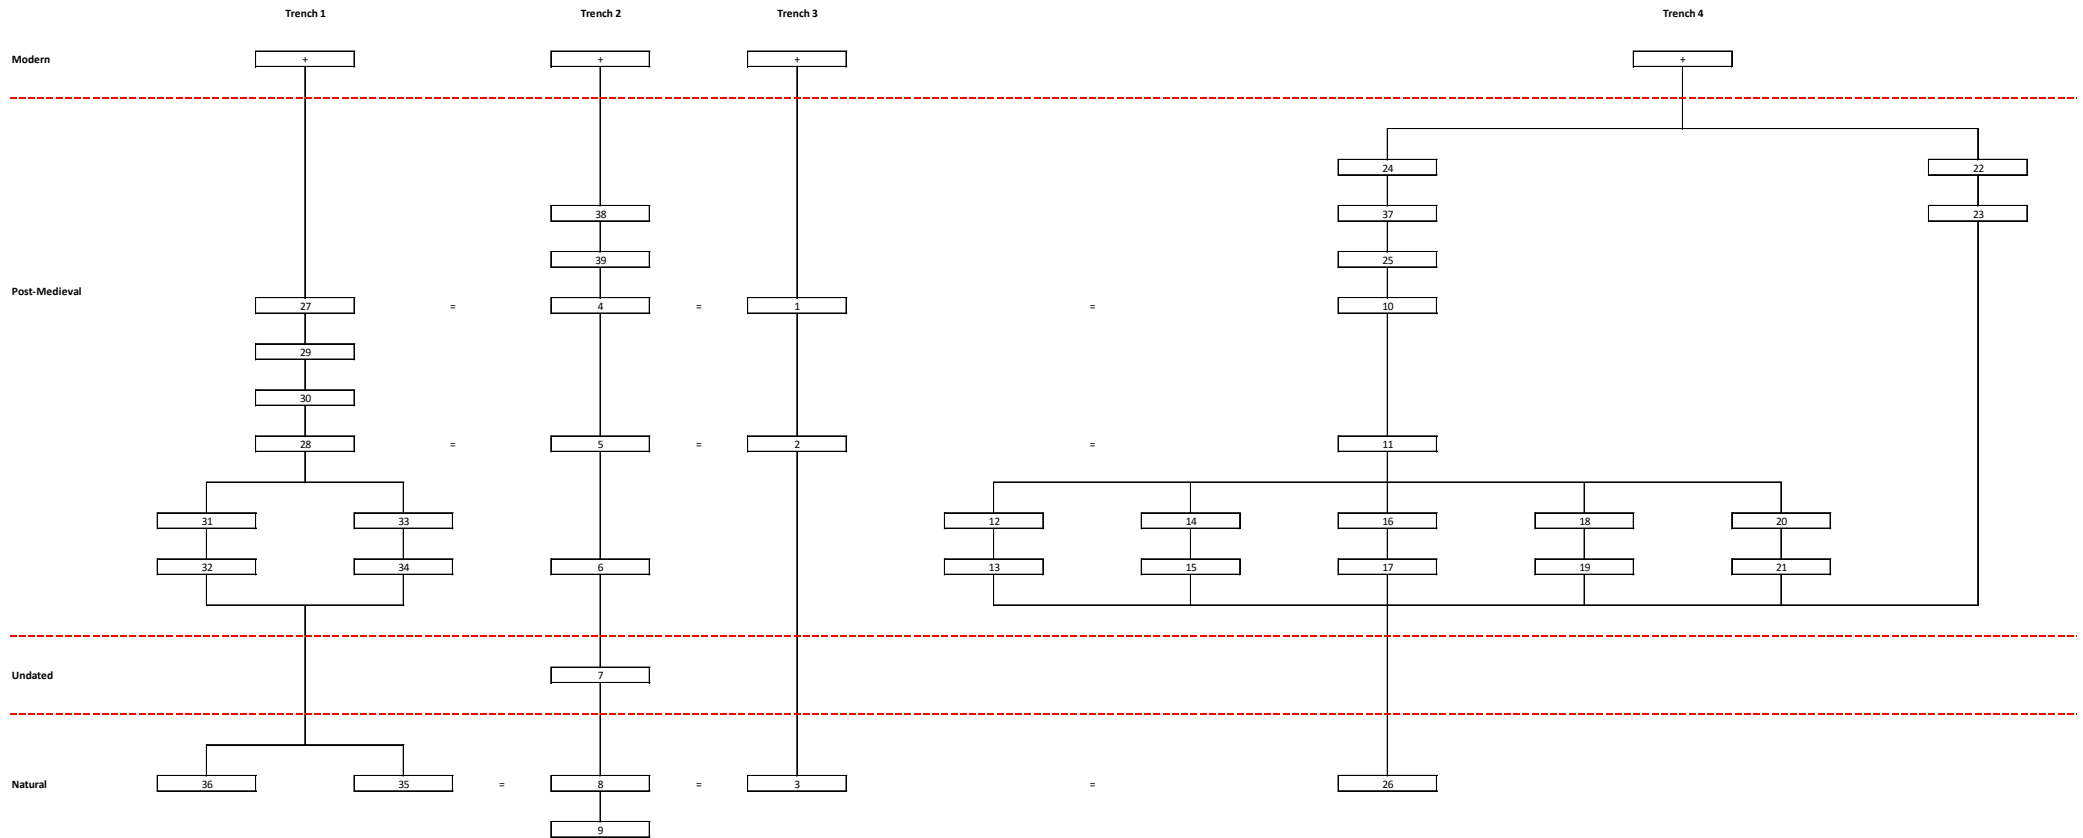 Trench 1 Trench 2 Trench 3 Trench 4
Modern + + + +
24 22
38 37 23
39 25
Post-Medieval
27 = 4 = 1 = 10
29
30
28 = 5 = 2 = 11
31 33 12 14 16 18 20
32 34 6 13 15 17 19 21
Undated 7
Natural 36 35 = 8 = 3 = 26
9